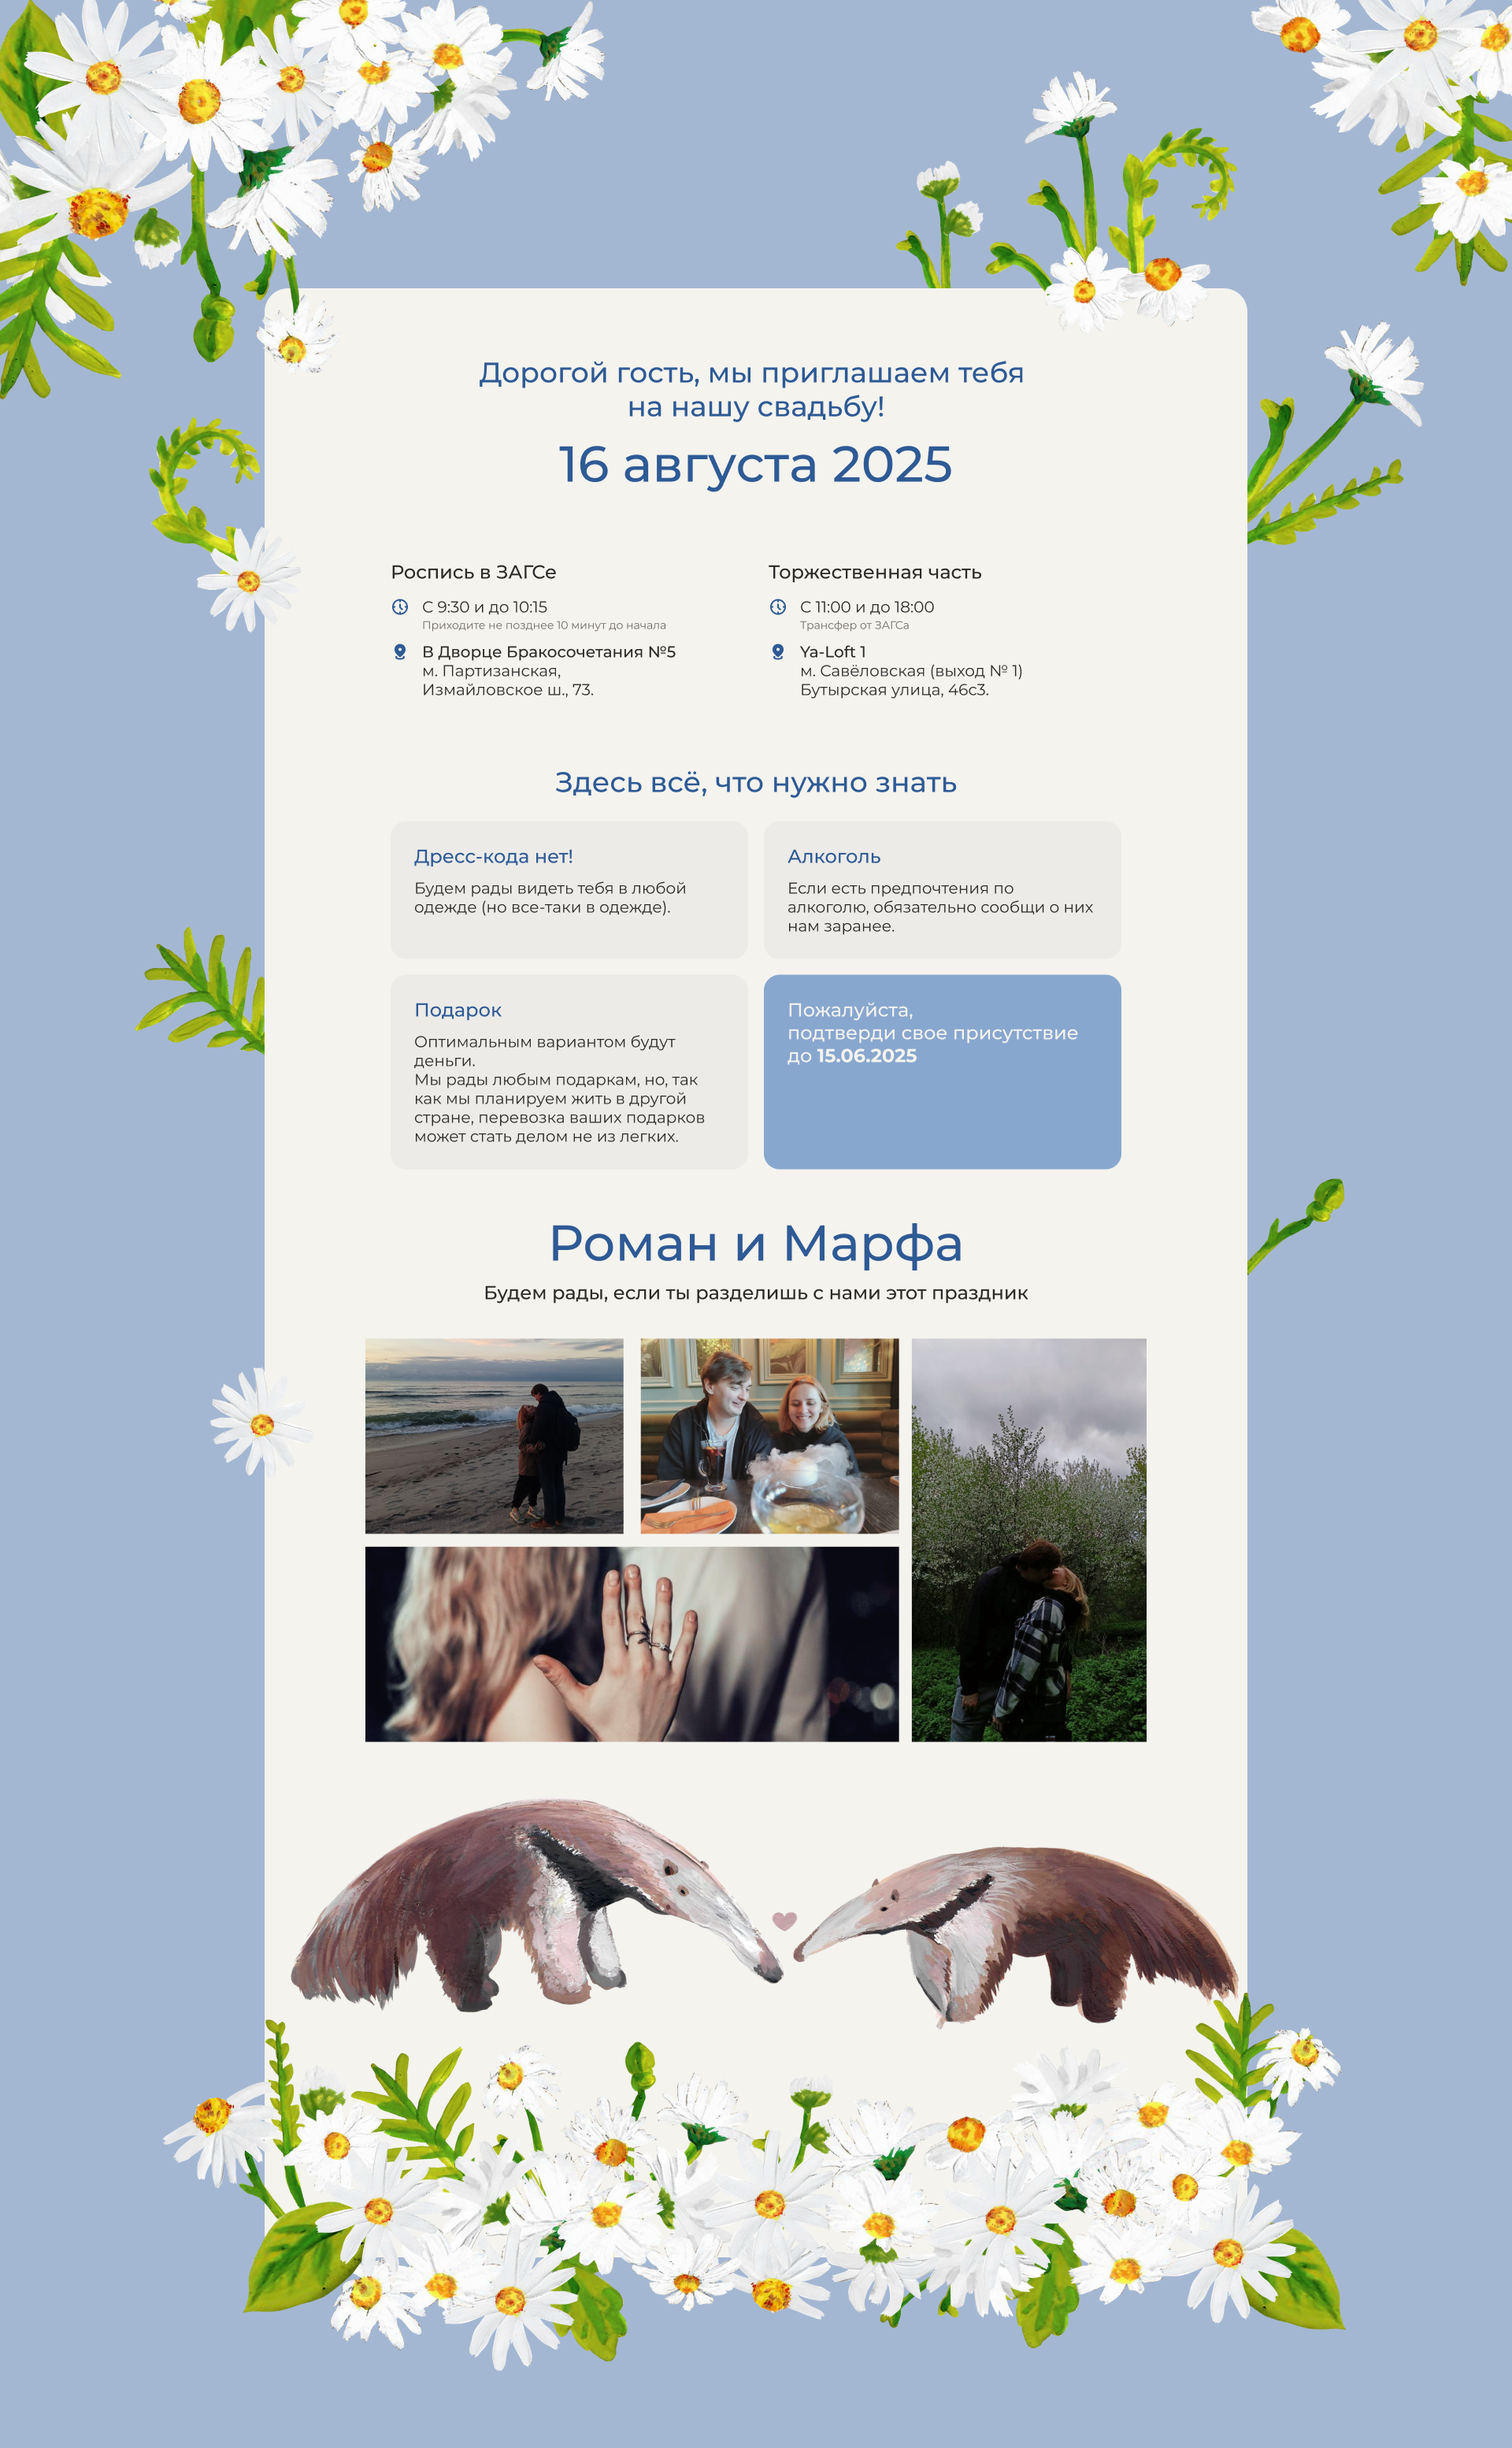 Дорогой гость, мы приглашаем тебя
на нашу свадьбу!
16 августа 2025
Роспись в ЗАГСе
С 9:30 и до 10:15
Приходите не позднее 10 минут до начала
В Дворце Бракосочетания №5
м. Партизанская,
Измайловское ш., 73.
Торжественная часть
С 11:00 и до 18:00
Трансфер от ЗАГСа
Ya-Loft 1
м. Савёловская (выход № 1)
Бутырская улица, 46с3.
Здесь всё, что нужно знать
Дресс-кода нет!
Будем рады видеть тебя в любой
одежде (но все-таки в одежде).
Алкоголь
Если есть предпочтения по
алкоголю, обязательно сообщи о них
нам заранее.
Подарок
Оптимальным вариантом будут
деньги.
Мы рады любым подаркам, но, так
как мы планируем жить в другой
стране, перевозка ваших подарков
может стать делом не из легких.
Пожалуйста,
подтверди свое присутствие
до 15.06.2025
Роман и Марфа
Будем рады, если ты разделишь с нами этот праздник